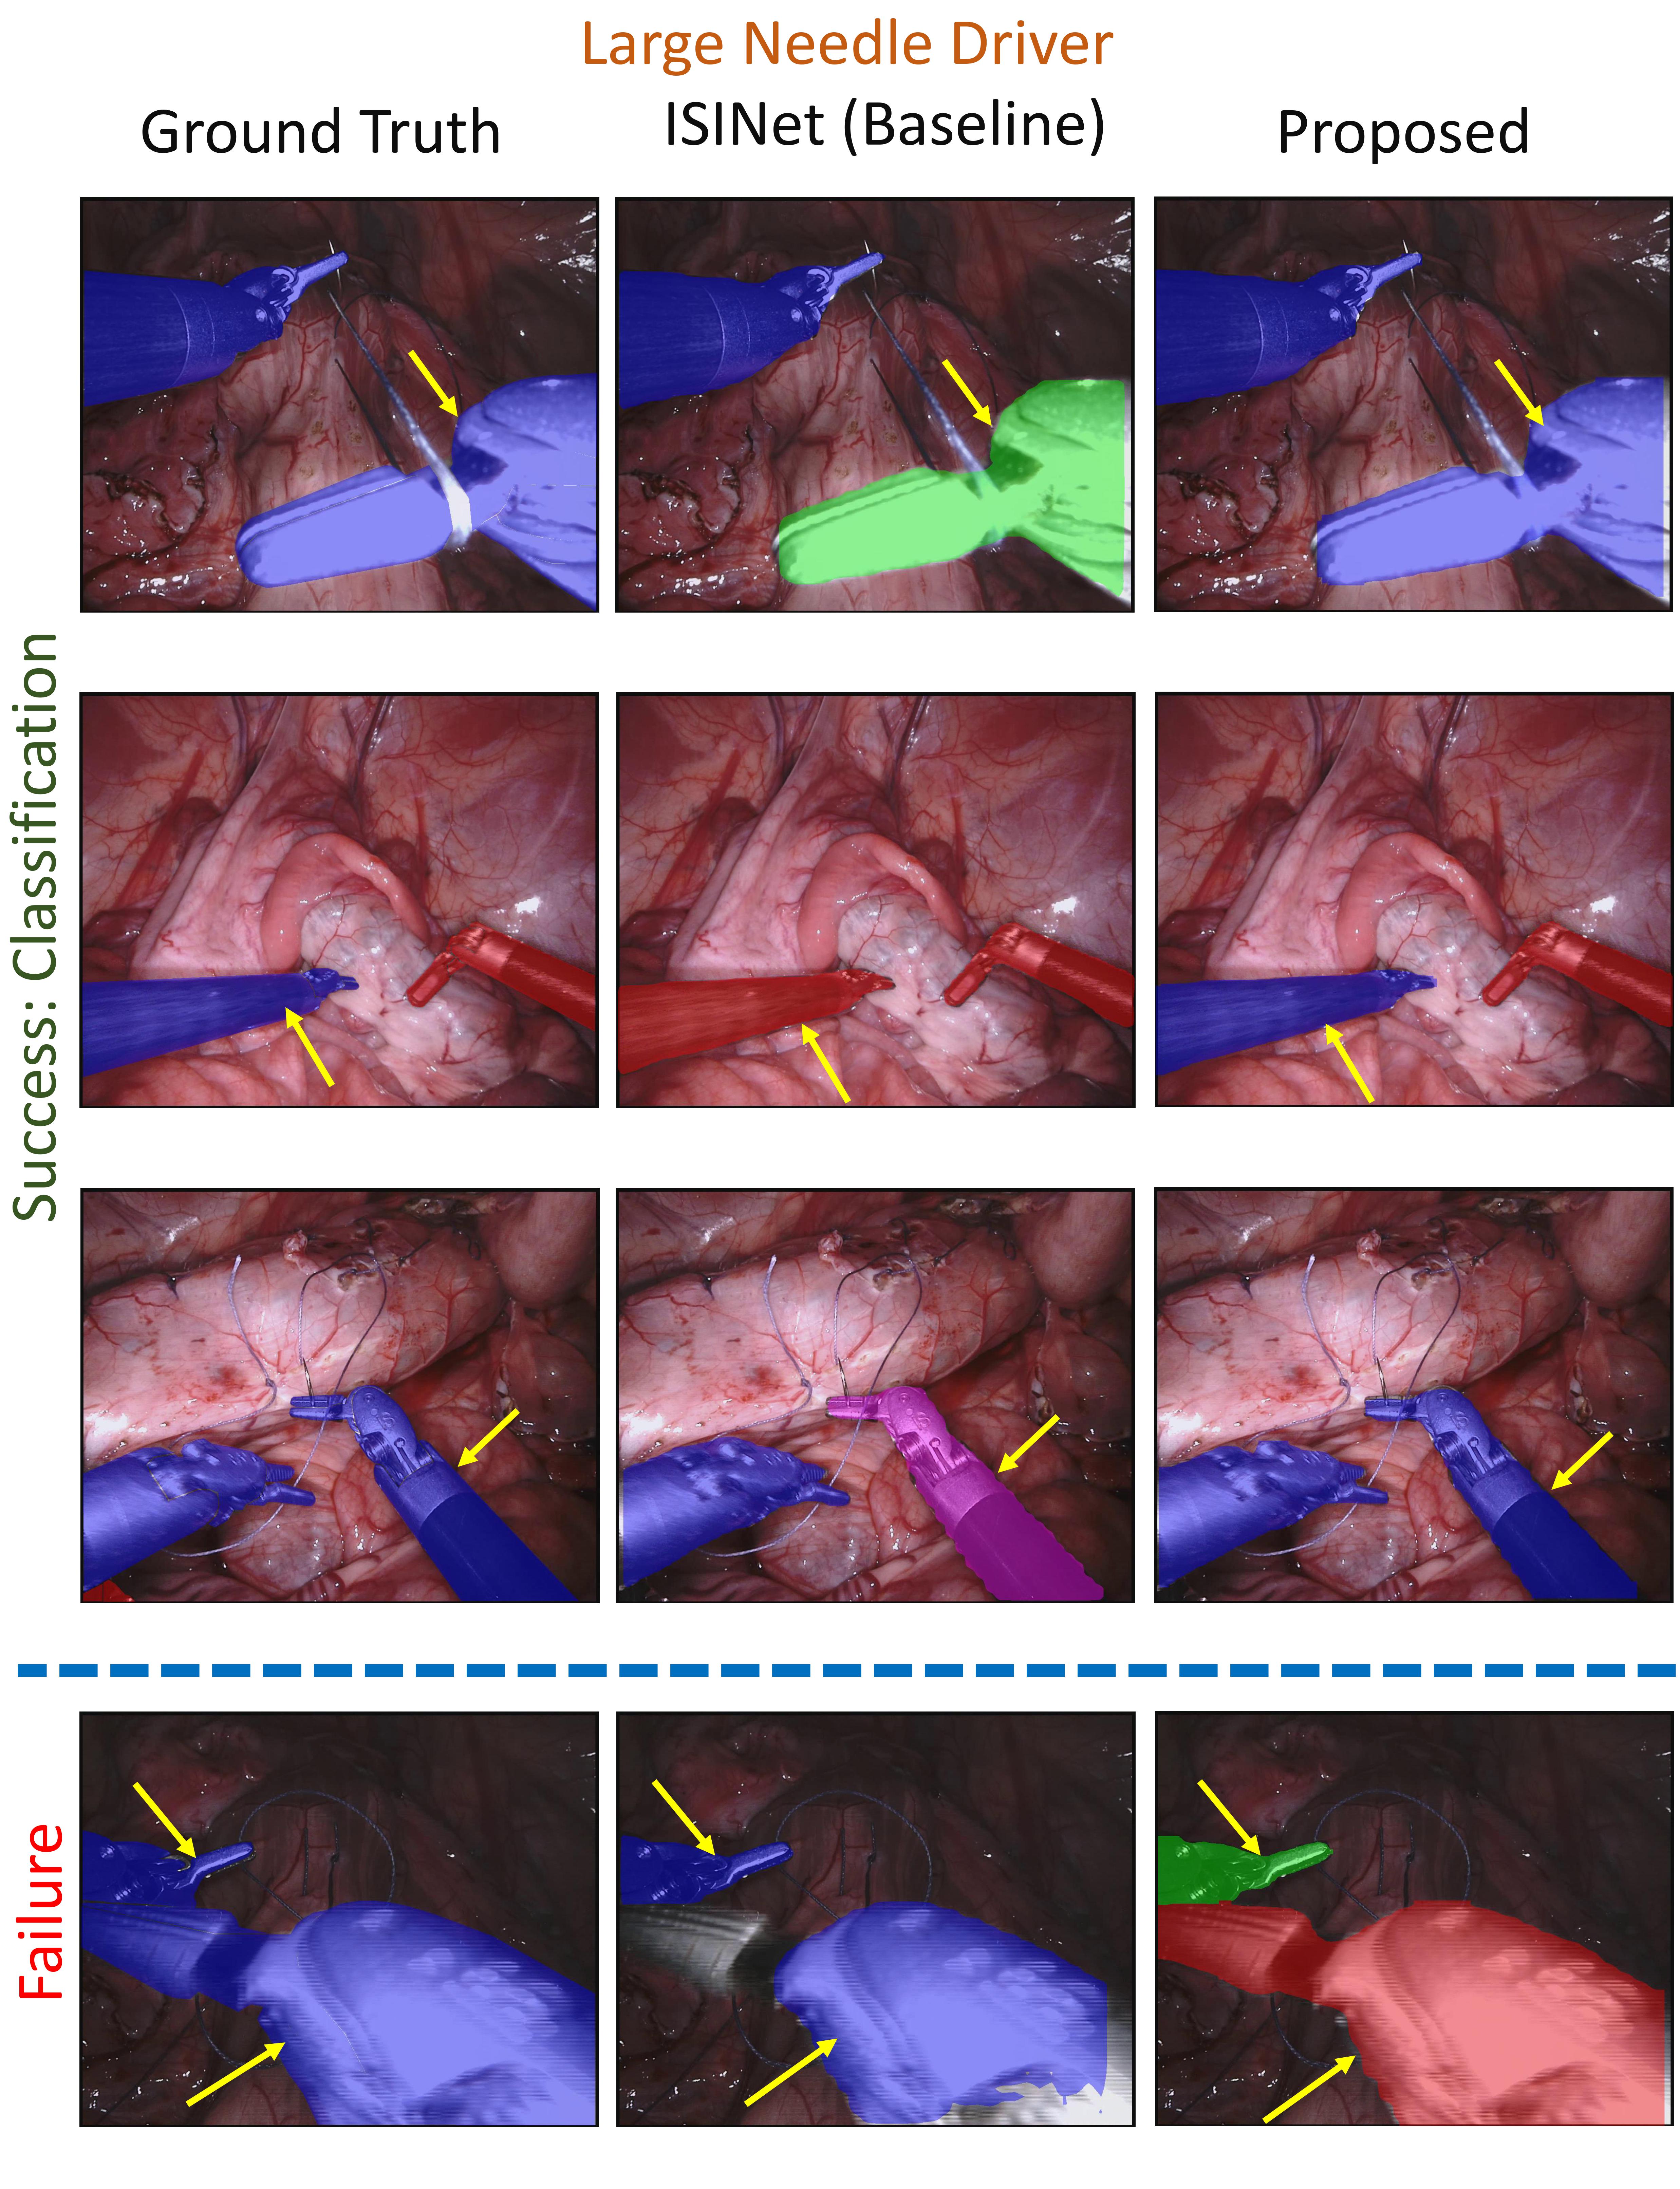 Large Needle Driver
Ground Truth
ISINet (Baseline)
Proposed
Success: Classification
Failure